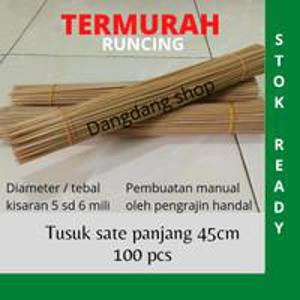 TERMURAH
RUNCING
STOK READY
Dangdang shop
Diameter / tebal
kisaran 5 sd 6 mili
Pembuatan manual
oleh pengrajin handal
Tusuk sate panjang 45cm
100 pcs